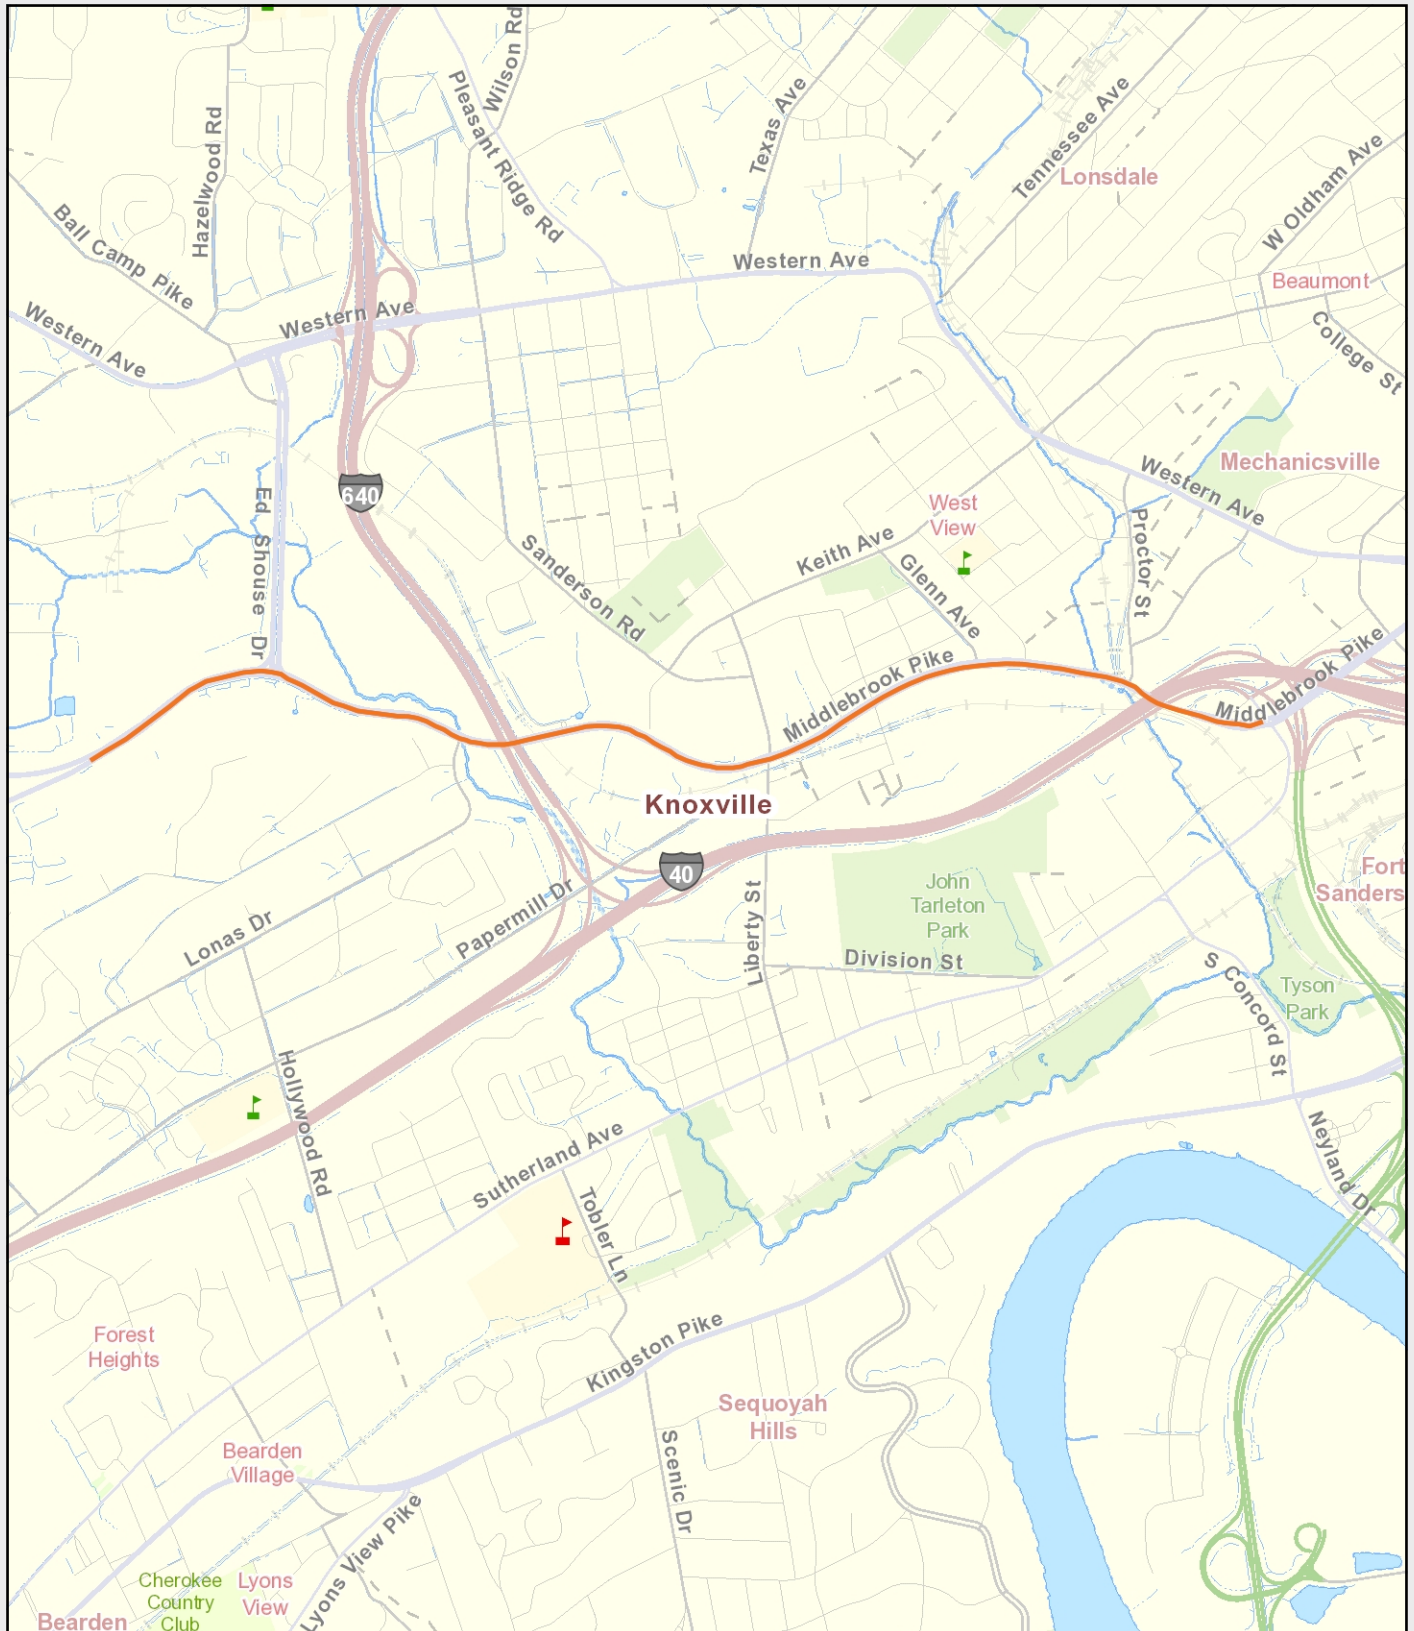 Wilson Rd
Pleasant Ridge Rd
Texas Ave
Tennessee Ave
Lonsdale
W Oldham Ave
Hazelwood Rd
Ball Camp Pike
Western Ave
Western Ave
Western Ave
Beaumont
College St
Mechanicsville
Western Ave
640
West
View
Ed Shouse Dr
Sanderson Rd
Keith Ave
Glenn Ave
Proctor St
Middlebrook Pike
Middlebrook Pike
Knoxville
40
Fort
Sanders
John
Tarleton
Park
Lonas Dr
Papermill Dr
Liberty St
Division St
S Concord St
Tyson
Park
Hollywood Rd
Sutherland Ave
Tobler Ln
Neyland Dr
Forest
Heights
Kingston Pike
Sequoyah
Hills
Bearden
Village
Scenic Dr
Lyons View Pike
Cherokee
Country
Club
Lyons
View
Bearden